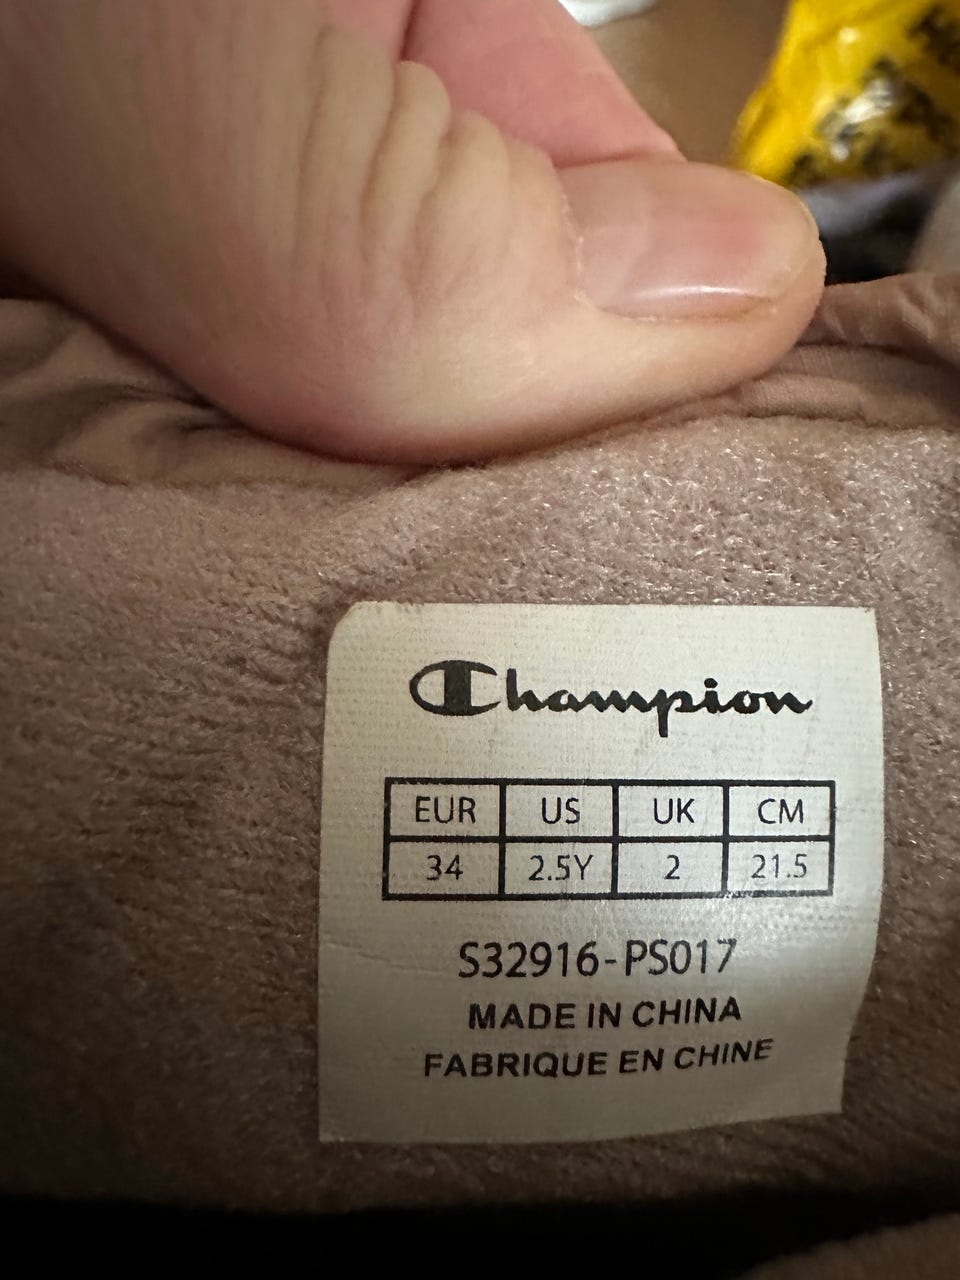 Champion
EUR US UK CM
34 2.5Y 2 21.5
S32916-PS017
MADE IN CHINA
FABRIQUE EN CHINE